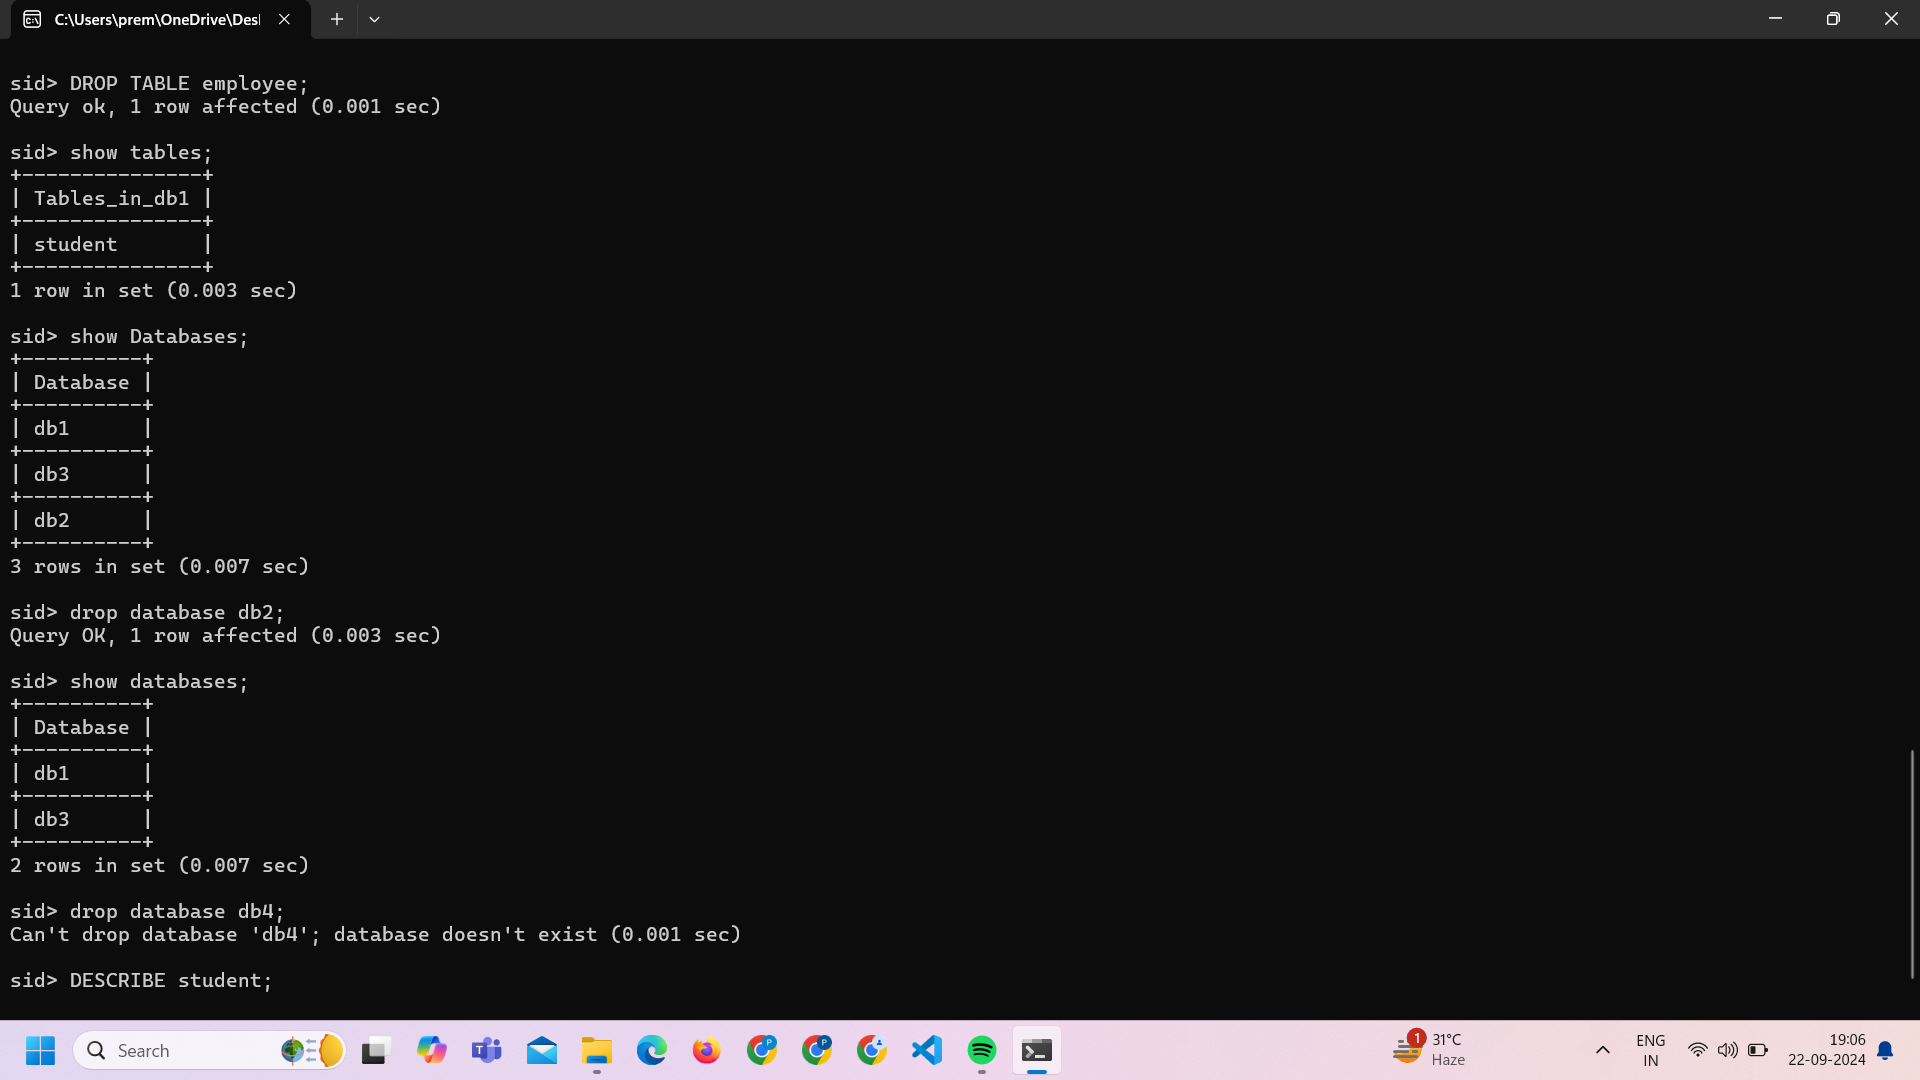 C:\Users\prem\OneDrive\Des
sid> DROP TABLE employee;
Query ok, 1 row affected (0.001 sec)
sid> show tables;
+---------------+
| Tables_in_db1 |
+---------------+
| student       |
+---------------+
1 row in set (0.003 sec)
sid> show Databases;
+----------+
| Database |
+----------+
| db1      |
+----------+
| db3      |
+----------+
| db2      |
+----------+
3 rows in set (0.007 sec)
sid> drop database db2;
Query OK, 1 row affected (0.003 sec)
sid> show databases;
+----------+
| Database |
+----------+
| db1      |
+----------+
| db3      |
+----------+
2 rows in set (0.007 sec)
sid> drop database db4;
Can't drop database 'db4'; database doesn't exist (0.001 sec)
sid> DESCRIBE student;
Search
1
31°C
Haze
ENG
IN
19:06
22-09-2024